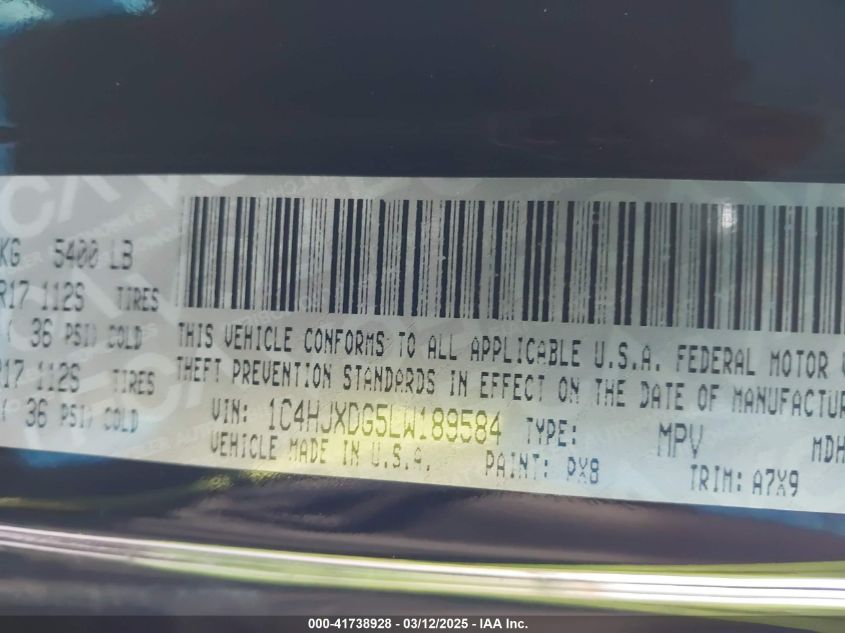 KG 5400 LB
R17 112S TIRES
( 36 PSI) COLD
R17 112S TIRES
( 36 PSI) COLD
THIS VEHICLE CONFORMS TO ALL APPLICABLE U.S.A. FEDERAL MOTOR
THEFT PREVENTION STANDARDS IN EFFECT ON THE DATE OF MANUFACTUR
VIN: 1C4HJXDG5LW189584 TYPE: MPV MDH
VEHICLE MADE IN U.S.A. PAINT: PX8 TRIM: A7X9
000-41738928 - 03/12/2025 - IAA Inc.